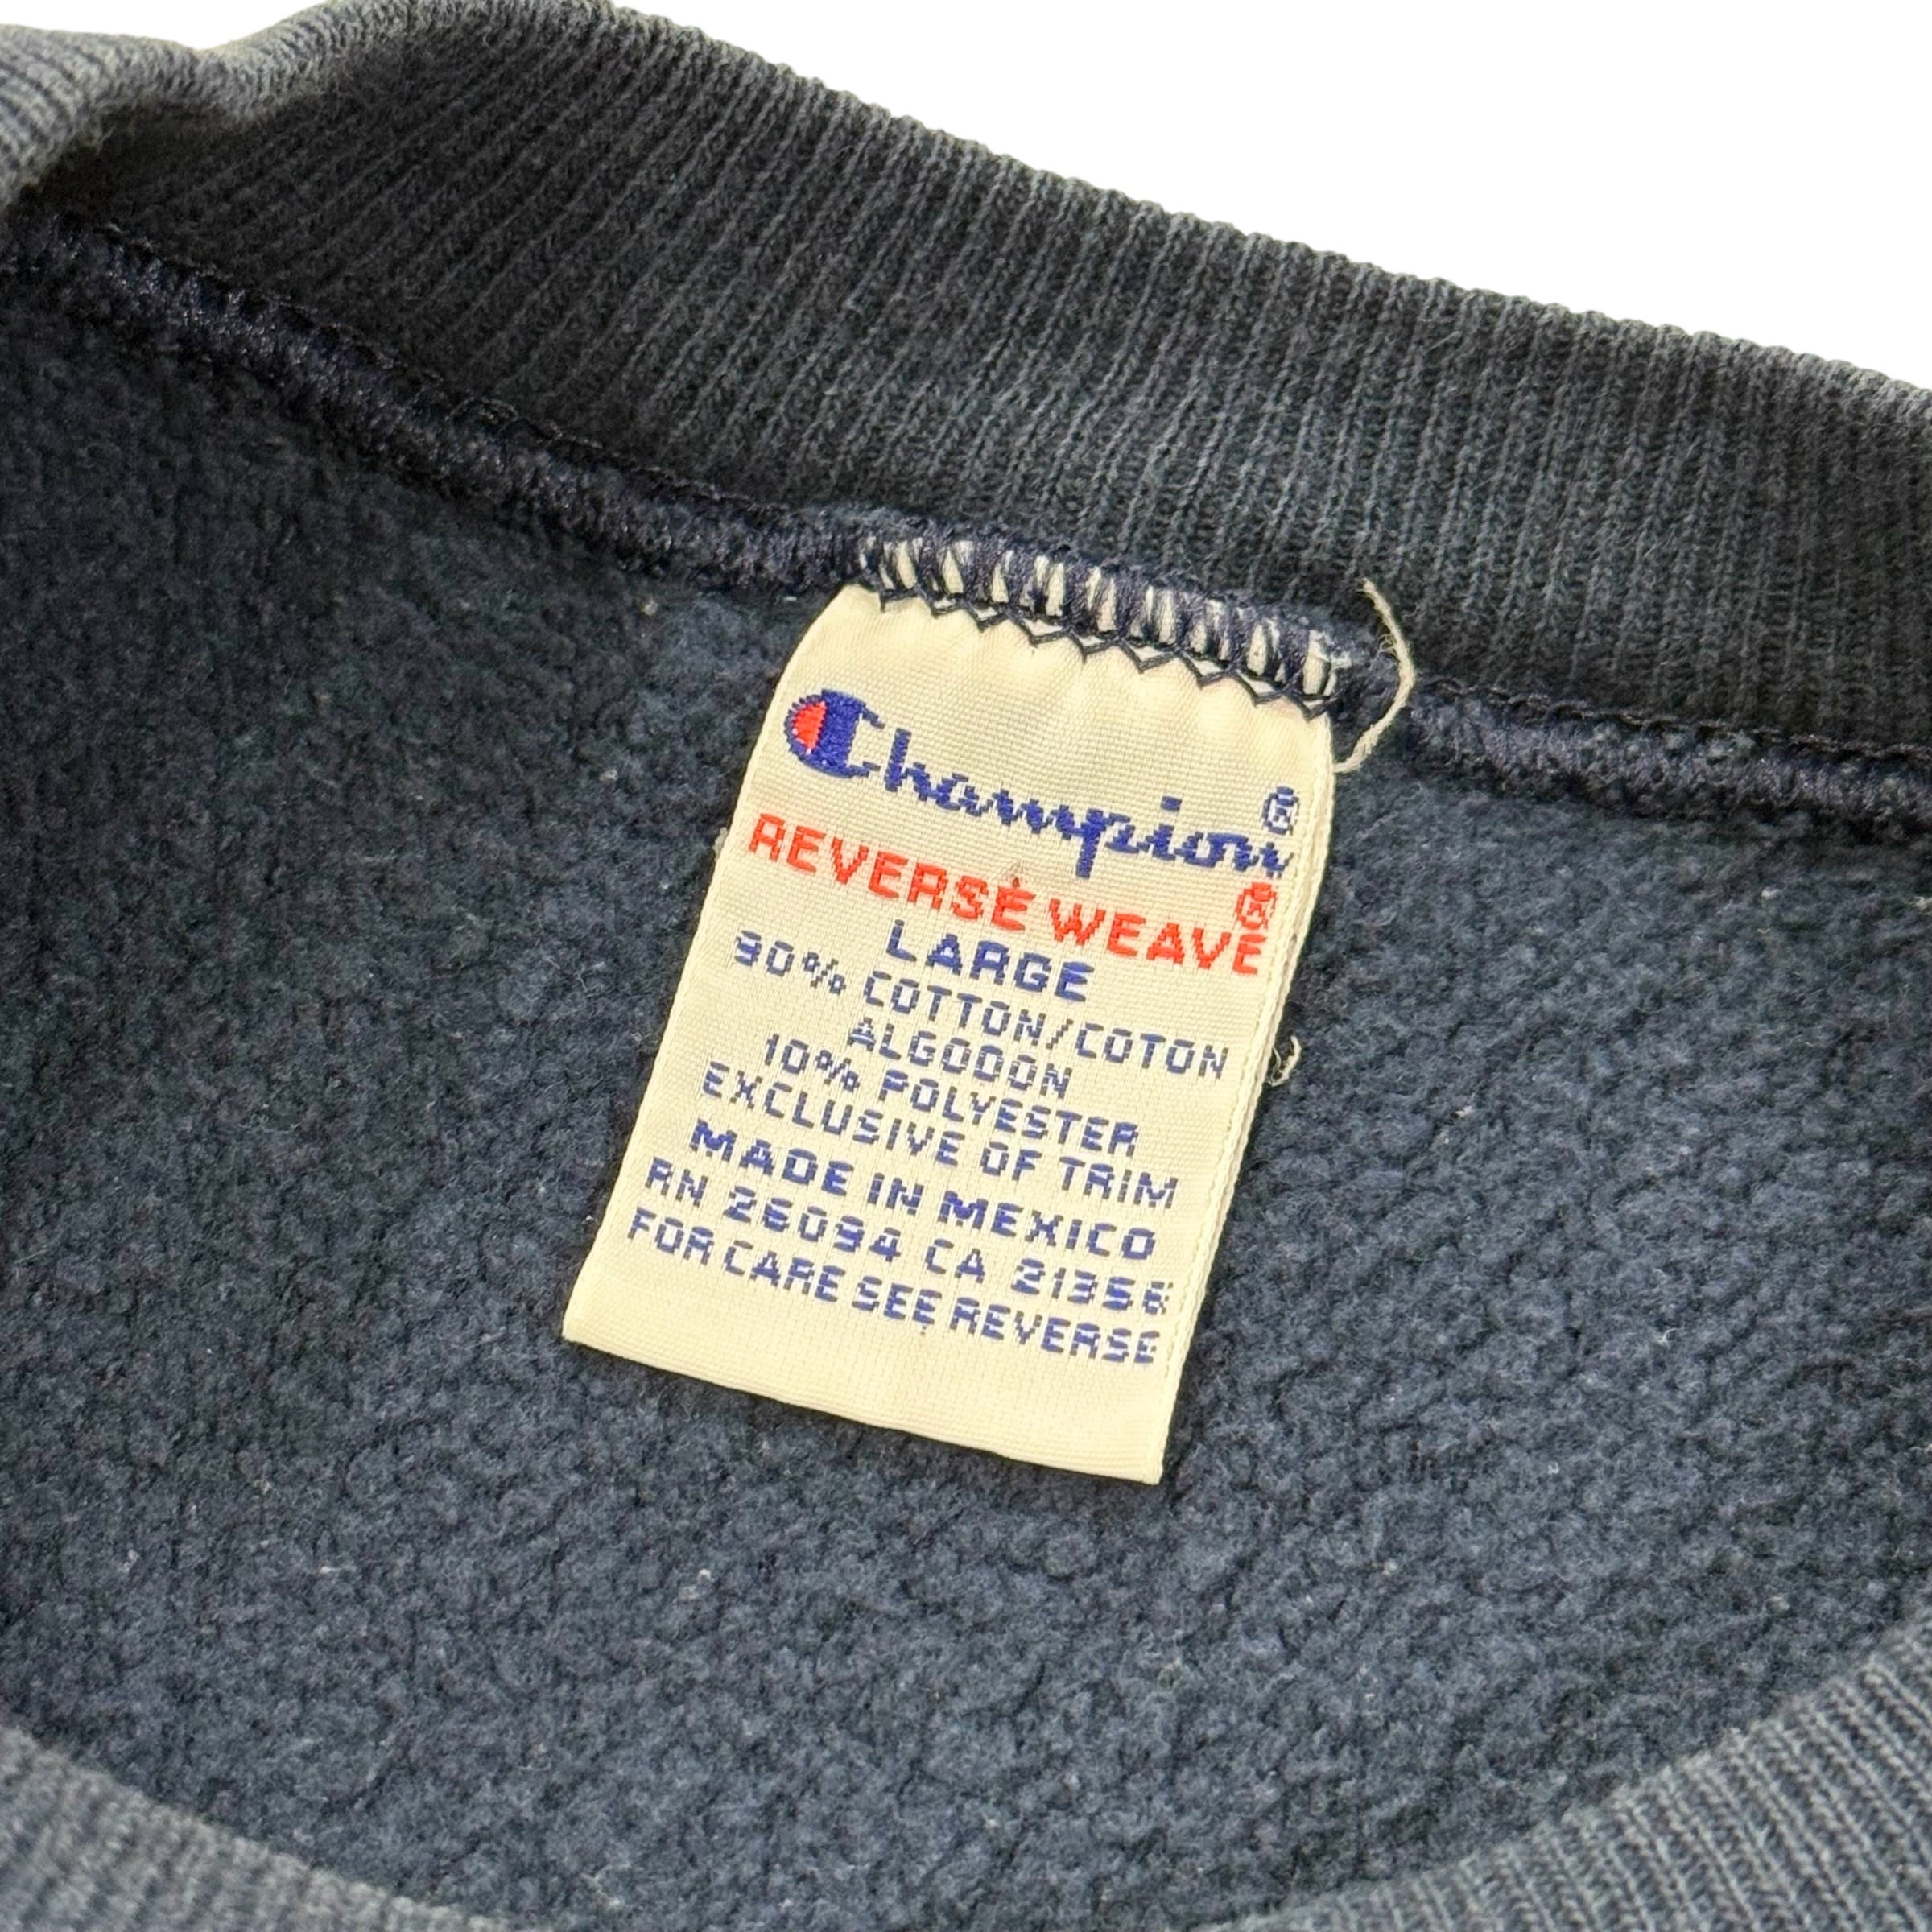 Champion®
REVERSE WEAVE®
LARGE
90% COTTON/COTON
ALGODON
10% POLYESTER
EXCLUSIVE OF TRIM
MADE IN MEXICO
RN 26094 CA 21356
FOR CARE SEE REVERSE